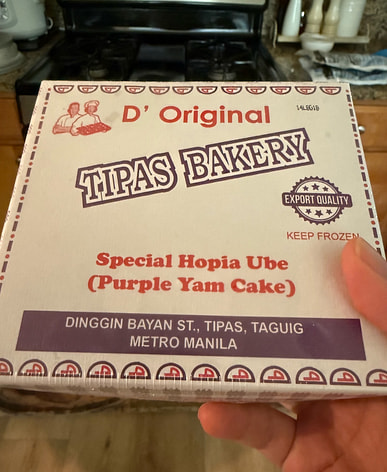 D' Original
14LEG18
TIPAS BAKERY
EXPORT QUALITY
KEEP FROZEN
Special Hopia Ube
(Purple Yam Cake)
DINGGIN BAYAN ST., TIPAS, TAGUIG
METRO MANILA